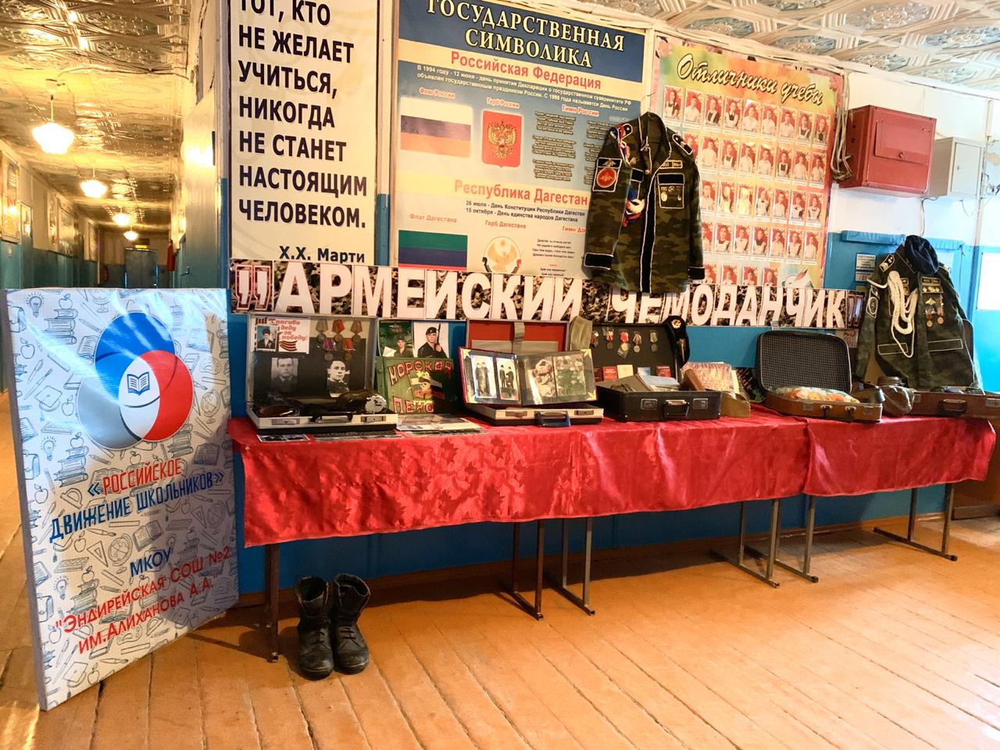 ТОТ, КТО
НЕ ЖЕЛАЕТ
УЧИТЬСЯ,
НИКОГДА
НЕ СТАНЕТ
НАСТОЯЩИМ
ЧЕЛОВЕКОМ.
Х.Х. Марти
ГОСУДАРСТВЕННАЯ
СИМВОЛИКА
Российская Федерация
В 1994 году - 12 июня - день принятия Декларации о государственном суверенитете РФ
объявлен государственным праздником России. С 1998 года называется День России
Флаг России
Герб России
Гимн России
Республика Дагестан
26 июля - День Конституции Республики Дагестан
15 октября - День единства народов Дагестана
Флаг Дагестана
Герб Дагестана
Гимн
Отличники учебы
"АРМЕЙСКИЙ ЧЕМОДАНЧИК"
Спасибо
деду
за
победу!
МОРСКАЯ
ПЕХО
«РОССИЙСКОЕ
ДВИЖЕНИЕ ШКОЛЬНИКОВ»
МКОУ
"ЭНДИРЕЙСКАЯ СОШ №2
ИМ.АЛИХАНОВА А.А."